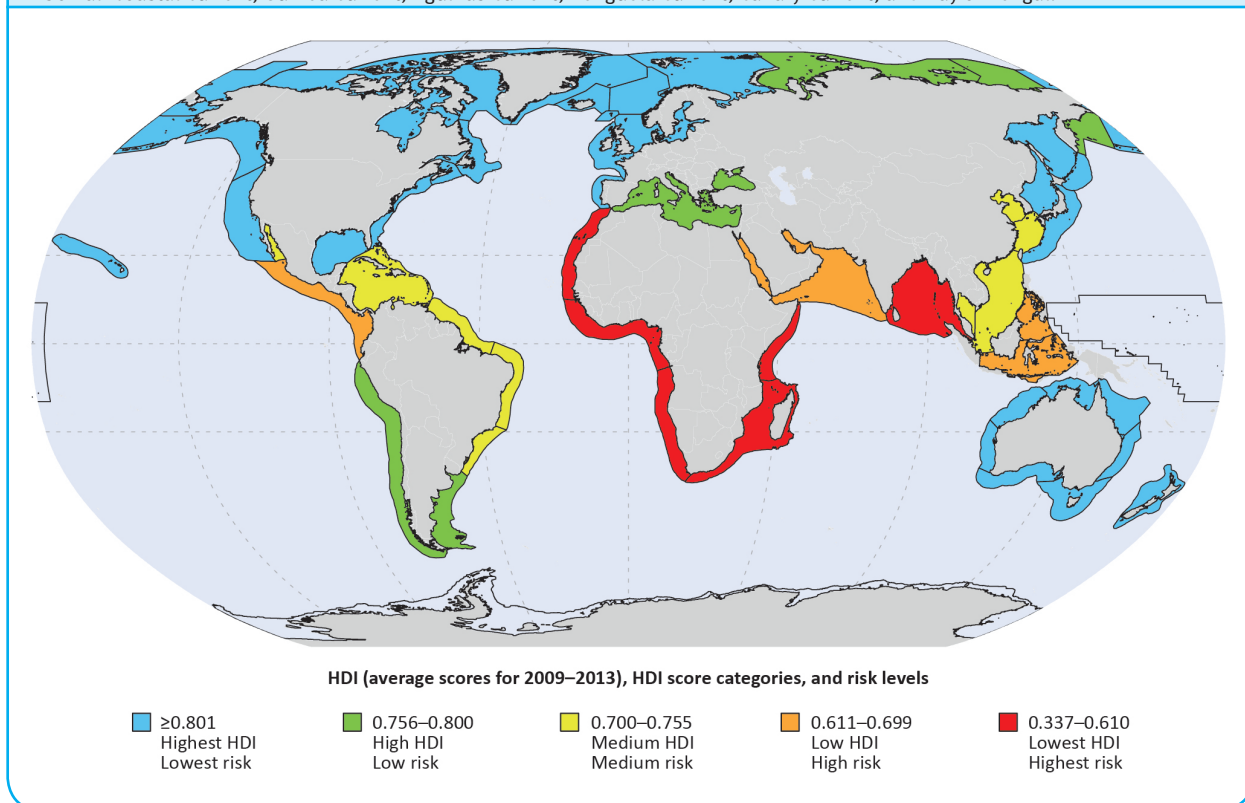 HDI (average scores for 2009–2013), HDI score categories, and risk levels
≥0.801
Highest HDI
Lowest risk
0.756–0.800
High HDI
Low risk
0.700–0.755
Medium HDI
Medium risk
0.611–0.699
Low HDI
High risk
0.337–0.610
Lowest HDI
Highest risk